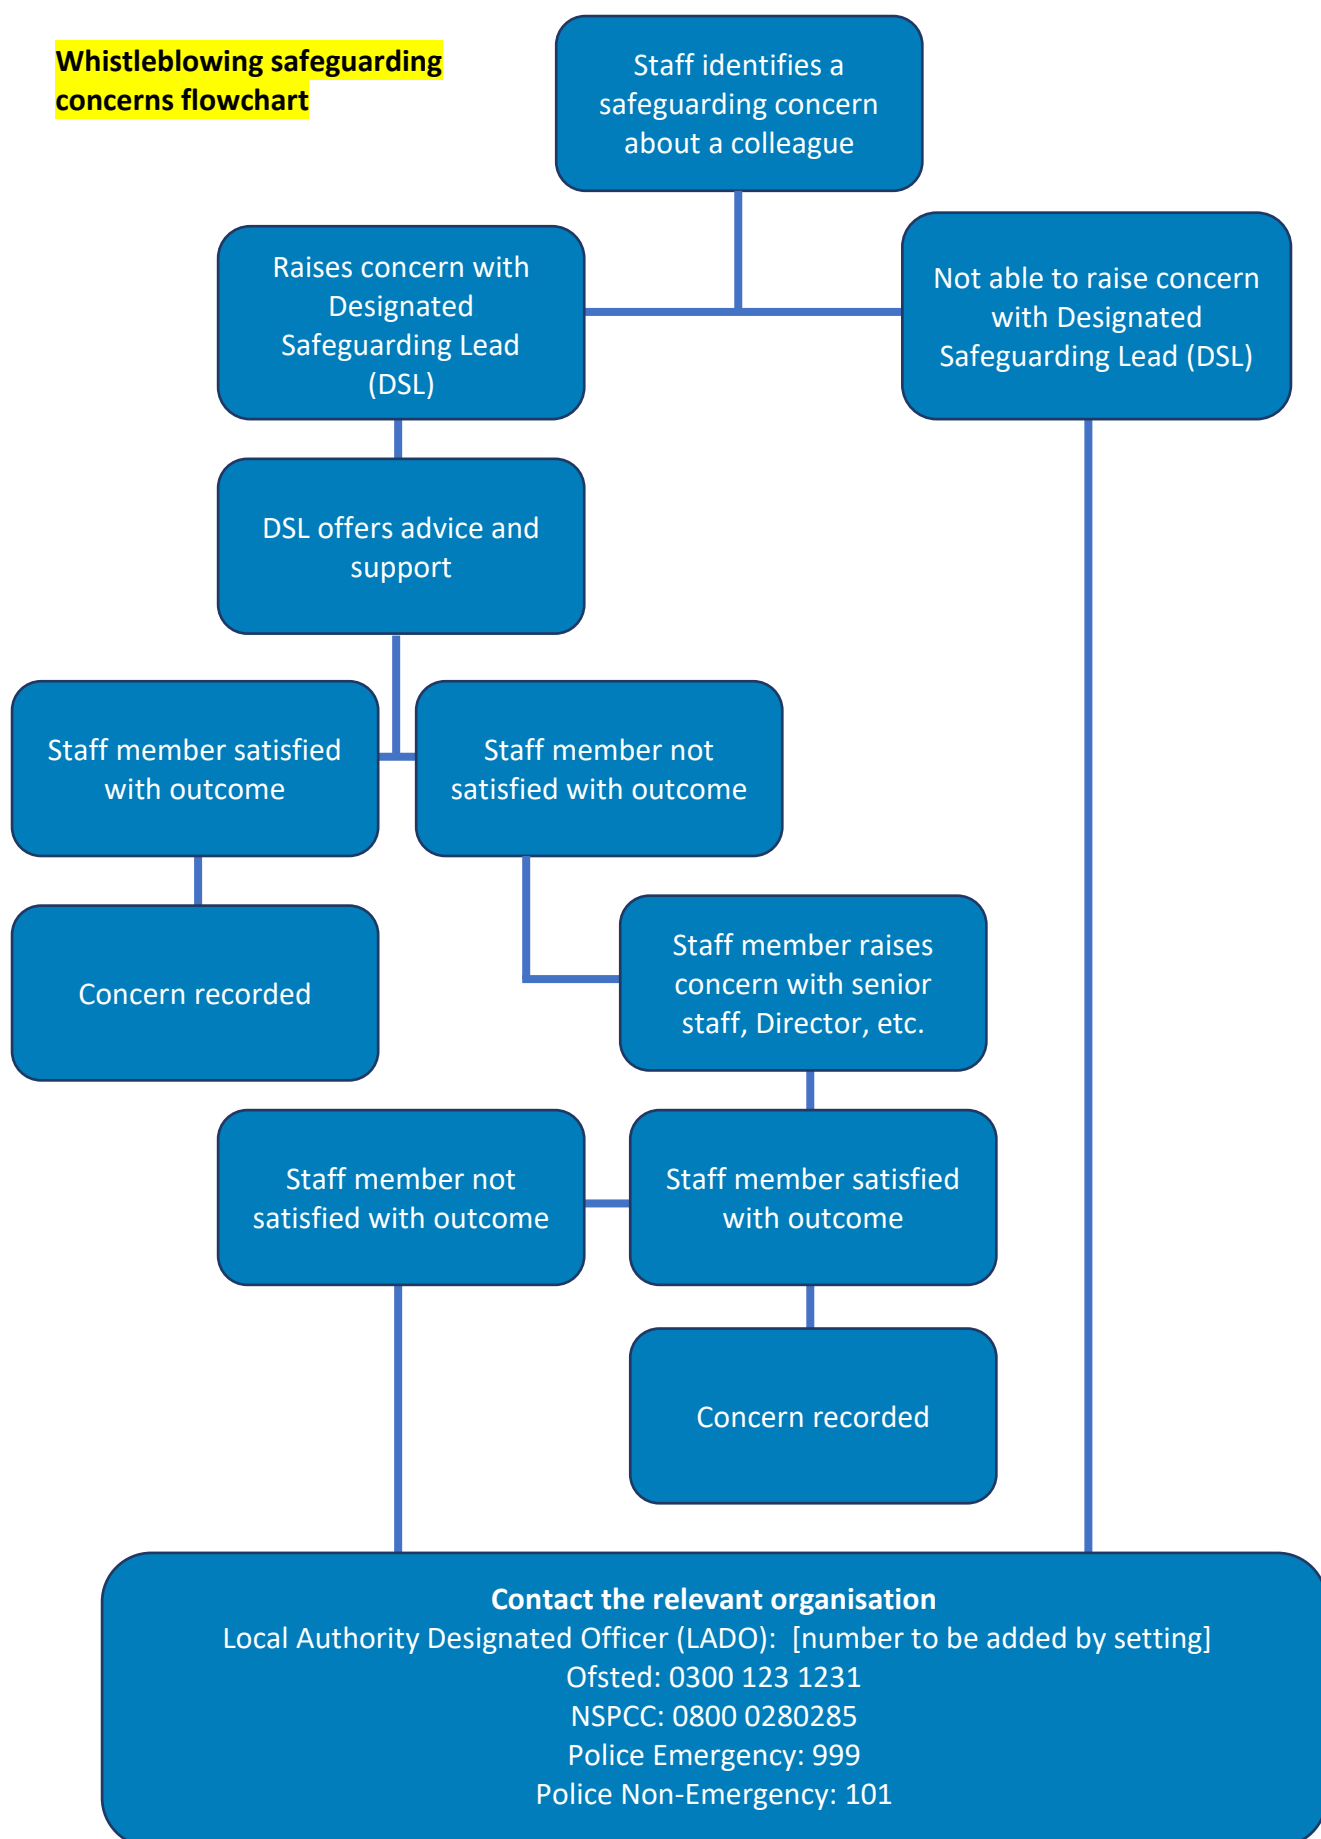 Whistleblowing safeguarding
concerns flowchart
Staff identifies a
safeguarding concern
about a colleague
Raises concern with
Designated
Safeguarding Lead
(DSL)
Not able to raise concern
with Designated
Safeguarding Lead (DSL)
DSL offers advice and
support
Staff member satisfied
with outcome
Staff member not
satisfied with outcome
Concern recorded
Staff member raises
concern with senior
staff, Director, etc.
Staff member not
satisfied with outcome
Staff member satisfied
with outcome
Concern recorded
Contact the relevant organisation
Local Authority Designated Officer (LADO):  [number to be added by setting]
Ofsted: 0300 123 1231
NSPCC: 0800 0280285
Police Emergency: 999
Police Non-Emergency: 101